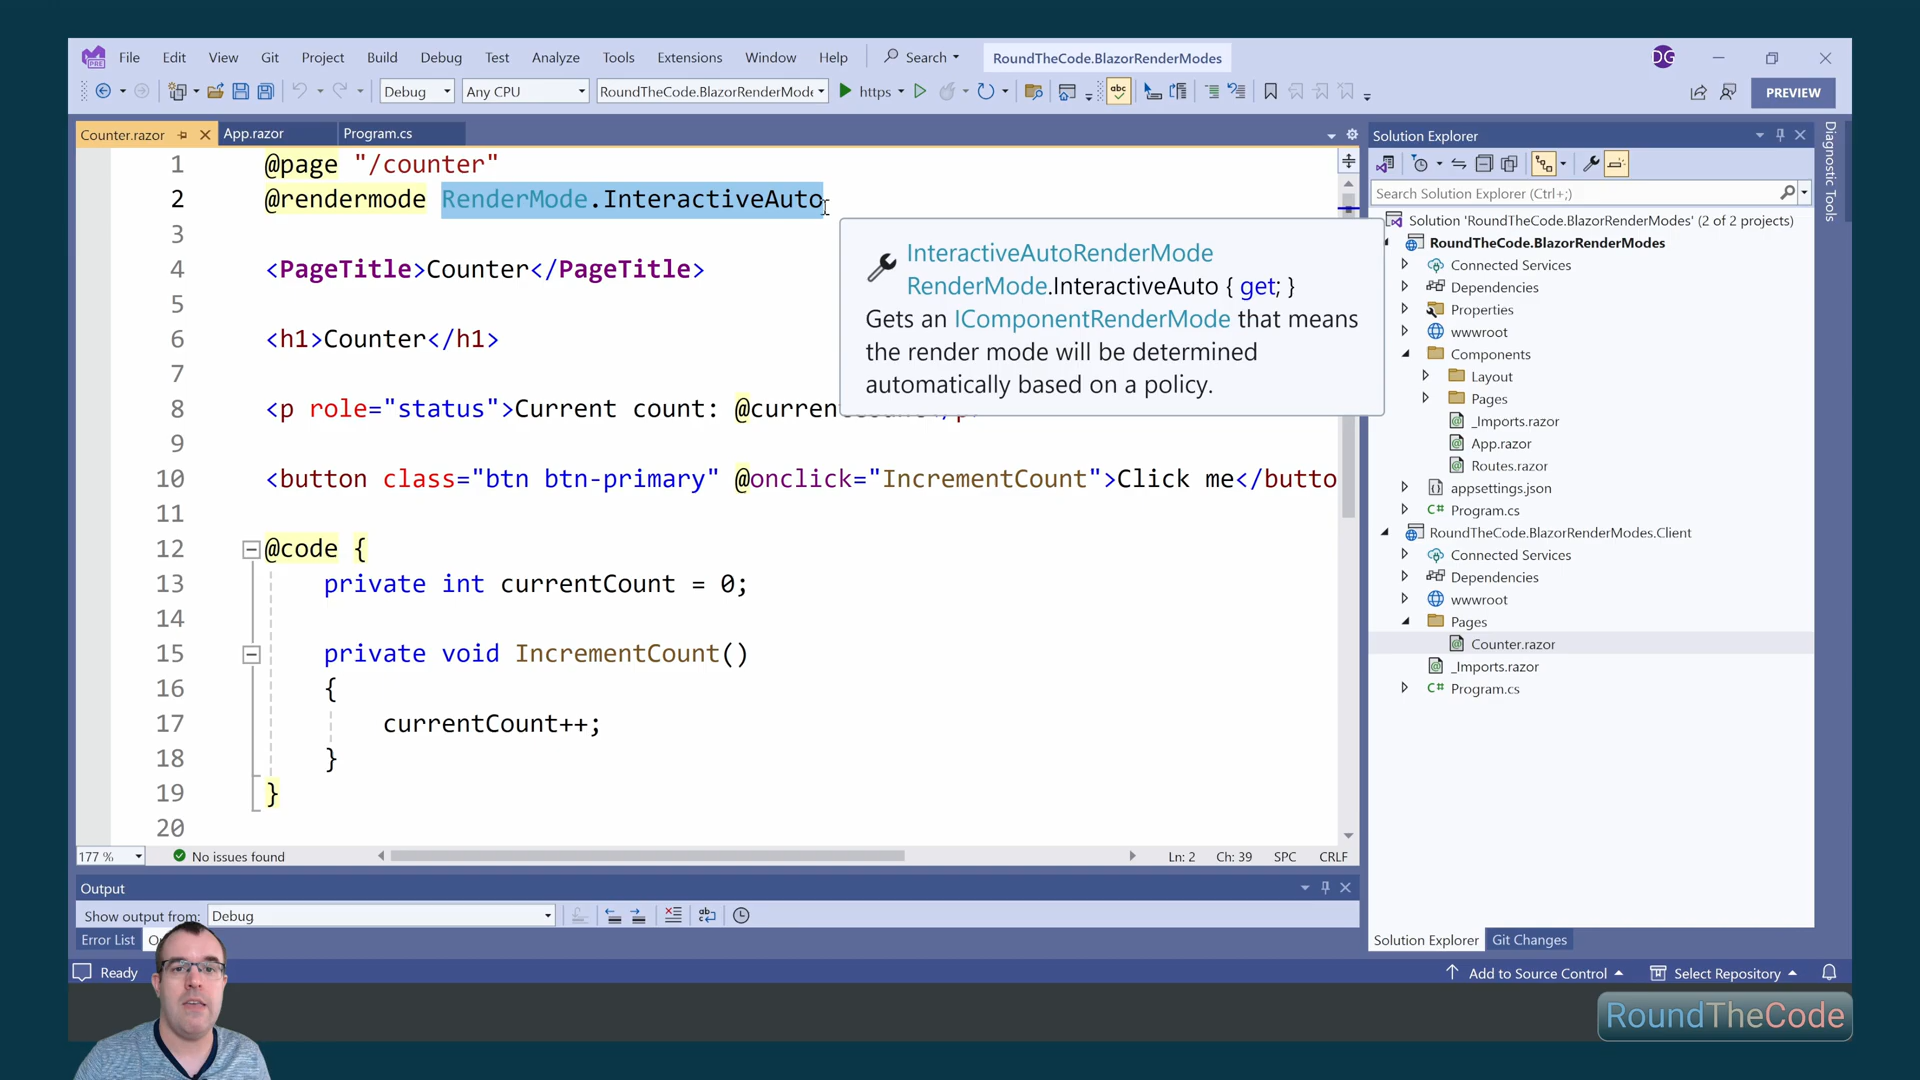 File Edit View Git Project Build Debug Test Analyze Tools Extensions Window Help Search RoundTheCode.BlazorRenderModes DG
PRE
Debug Any CPU RoundTheCode.BlazorRenderMode https abc PREVIEW
Counter.razor App.razor Program.cs
1 @page "/counter"
2 @rendermode RenderMode.InteractiveAuto
3
4 <PageTitle>Counter</PageTitle>
5
6 <h1>Counter</h1>
7
8 <p role="status">Current count: @curren
9
10 <button class="btn btn-primary" @onclick="IncrementCount">Click me</butto
11
12 @code {
13 private int currentCount = 0;
14
15 private void IncrementCount()
16 {
17 currentCount++;
18 }
19 }
20
InteractiveAutoRenderMode
RenderMode.InteractiveAuto { get; }
Gets an IComponentRenderMode that means
the render mode will be determined
automatically based on a policy.
177 % No issues found Ln: 2 Ch: 39 SPC CRLF
Output
Show output from: Debug
Error List
Ready
Solution Explorer
Search Solution Explorer (Ctrl+;)
Solution 'RoundTheCode.BlazorRenderModes' (2 of 2 projects)
RoundTheCode.BlazorRenderModes
Connected Services
Dependencies
Properties
wwwroot
Components
Layout
Pages
_Imports.razor
App.razor
Routes.razor
appsettings.json
C# Program.cs
RoundTheCode.BlazorRenderModes.Client
Connected Services
Dependencies
wwwroot
Pages
Counter.razor
_Imports.razor
C# Program.cs
Solution Explorer Git Changes
Add to Source Control Select Repository
Diagnostic Tools
RoundTheCode